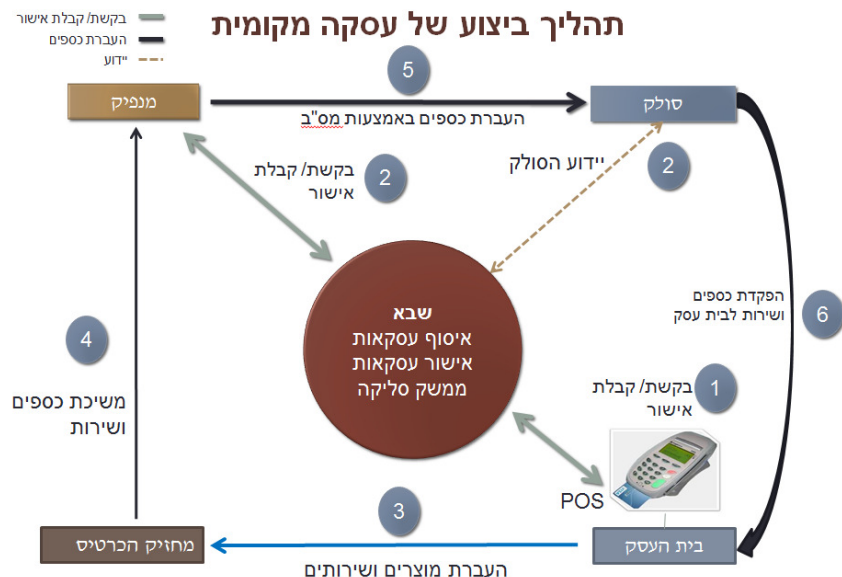 תהליך ביצוע של עסקה מקומית
בקשת/ קבלת אישור
העברת כספים
יידוע
5
מנפיק
סולק
העברת כספים באמצעות מס"ב
בקשת/ קבלת
אישור
2
יידוע הסולק
2
הפקדת כספים
ושירות לבית עסק
6
שבא
איסוף עסקאות
אישור עסקאות
ממשק סליקה
4
משיכת כספים
ושירות
בקשת/ קבלת
אישור
1
POS
3
מחזיק הכרטיס
בית העסק
העברת מוצרים ושירותים